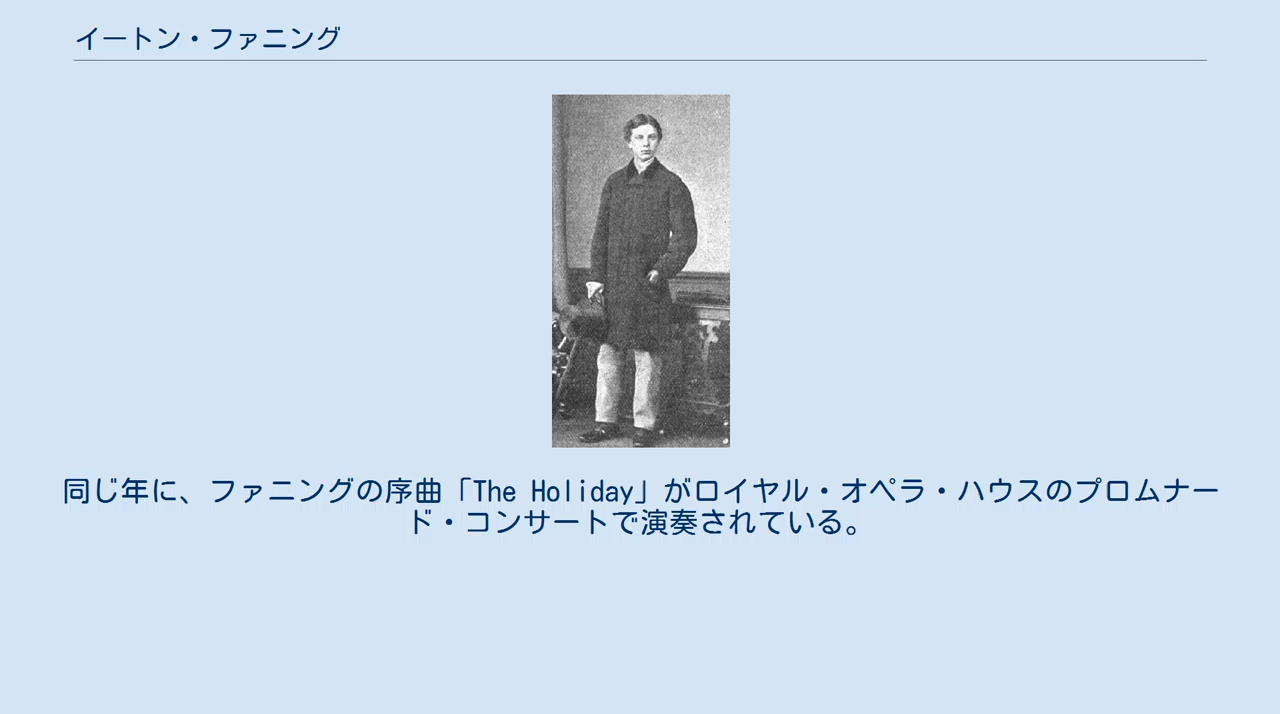 イートン・ファニング
同じ年に、ファニングの序曲「The Holiday」がロイヤル・オペラ・ハウスのプロムナー
ド・コンサートで演奏されている。